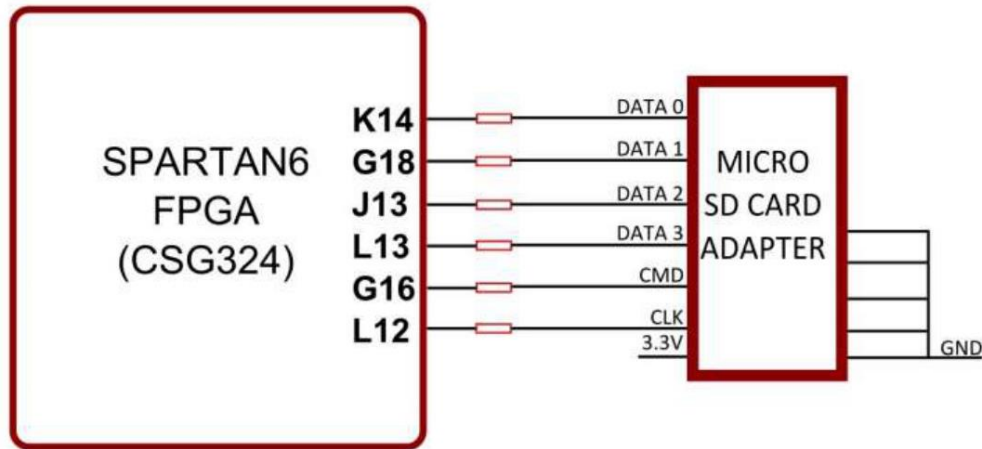 SPARTAN6
FPGA
(CSG324)
K14
G18
J13
L13
G16
L12
DATA 0
DATA 1
DATA 2
DATA 3
CMD
CLK
3.3V
MICRO
SD CARD
ADAPTER
GND